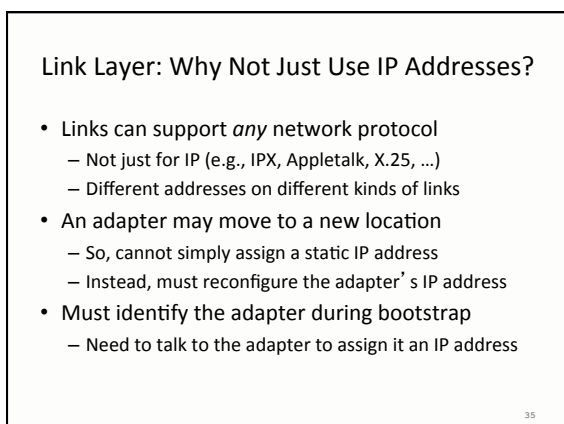 Link Layer: Why Not Just Use IP Addresses?
• Links can support any network protocol
– Not just for IP (e.g., IPX, Appletalk, X.25, …)
– Different addresses on different kinds of links
• An adapter may move to a new location
– So, cannot simply assign a static IP address
– Instead, must reconfigure the adapter’s IP address
• Must identify the adapter during bootstrap
– Need to talk to the adapter to assign it an IP address
35